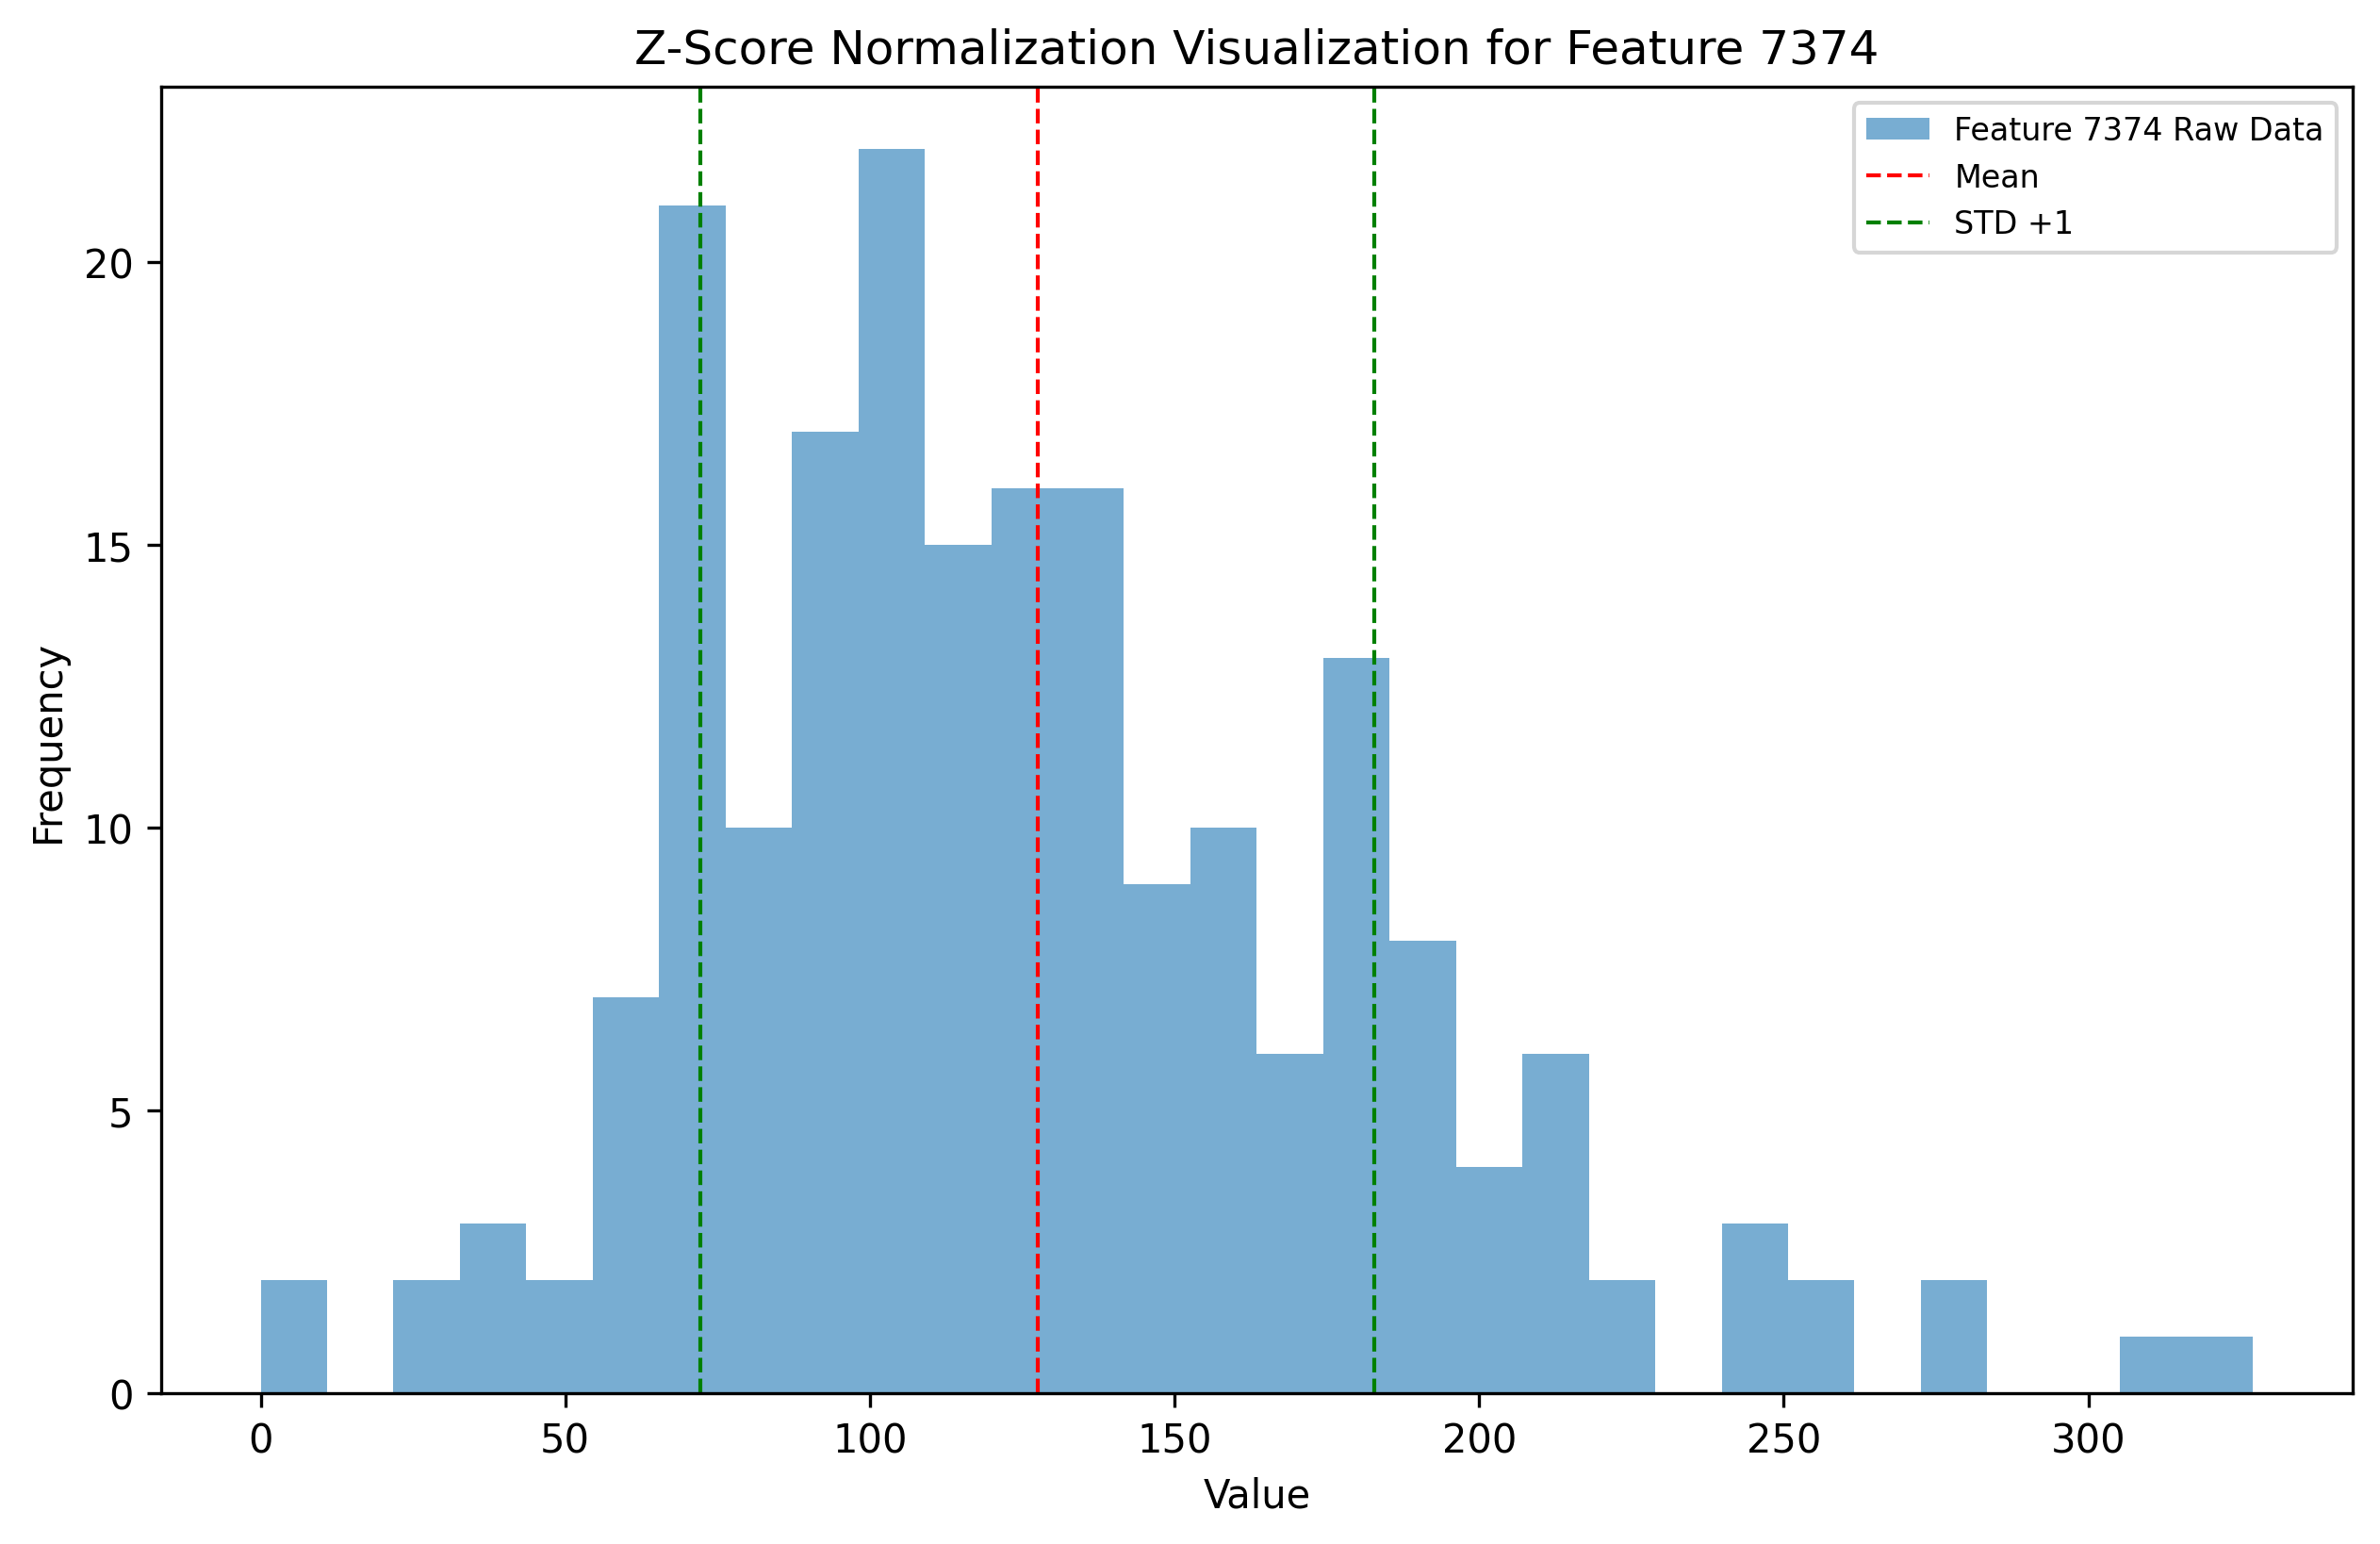 Z-Score Normalization Visualization for Feature 7374
Feature 7374 Raw Data
Mean
STD +1
Frequency
20
15
10
5
0
0 50 100 150 200 250 300
Value